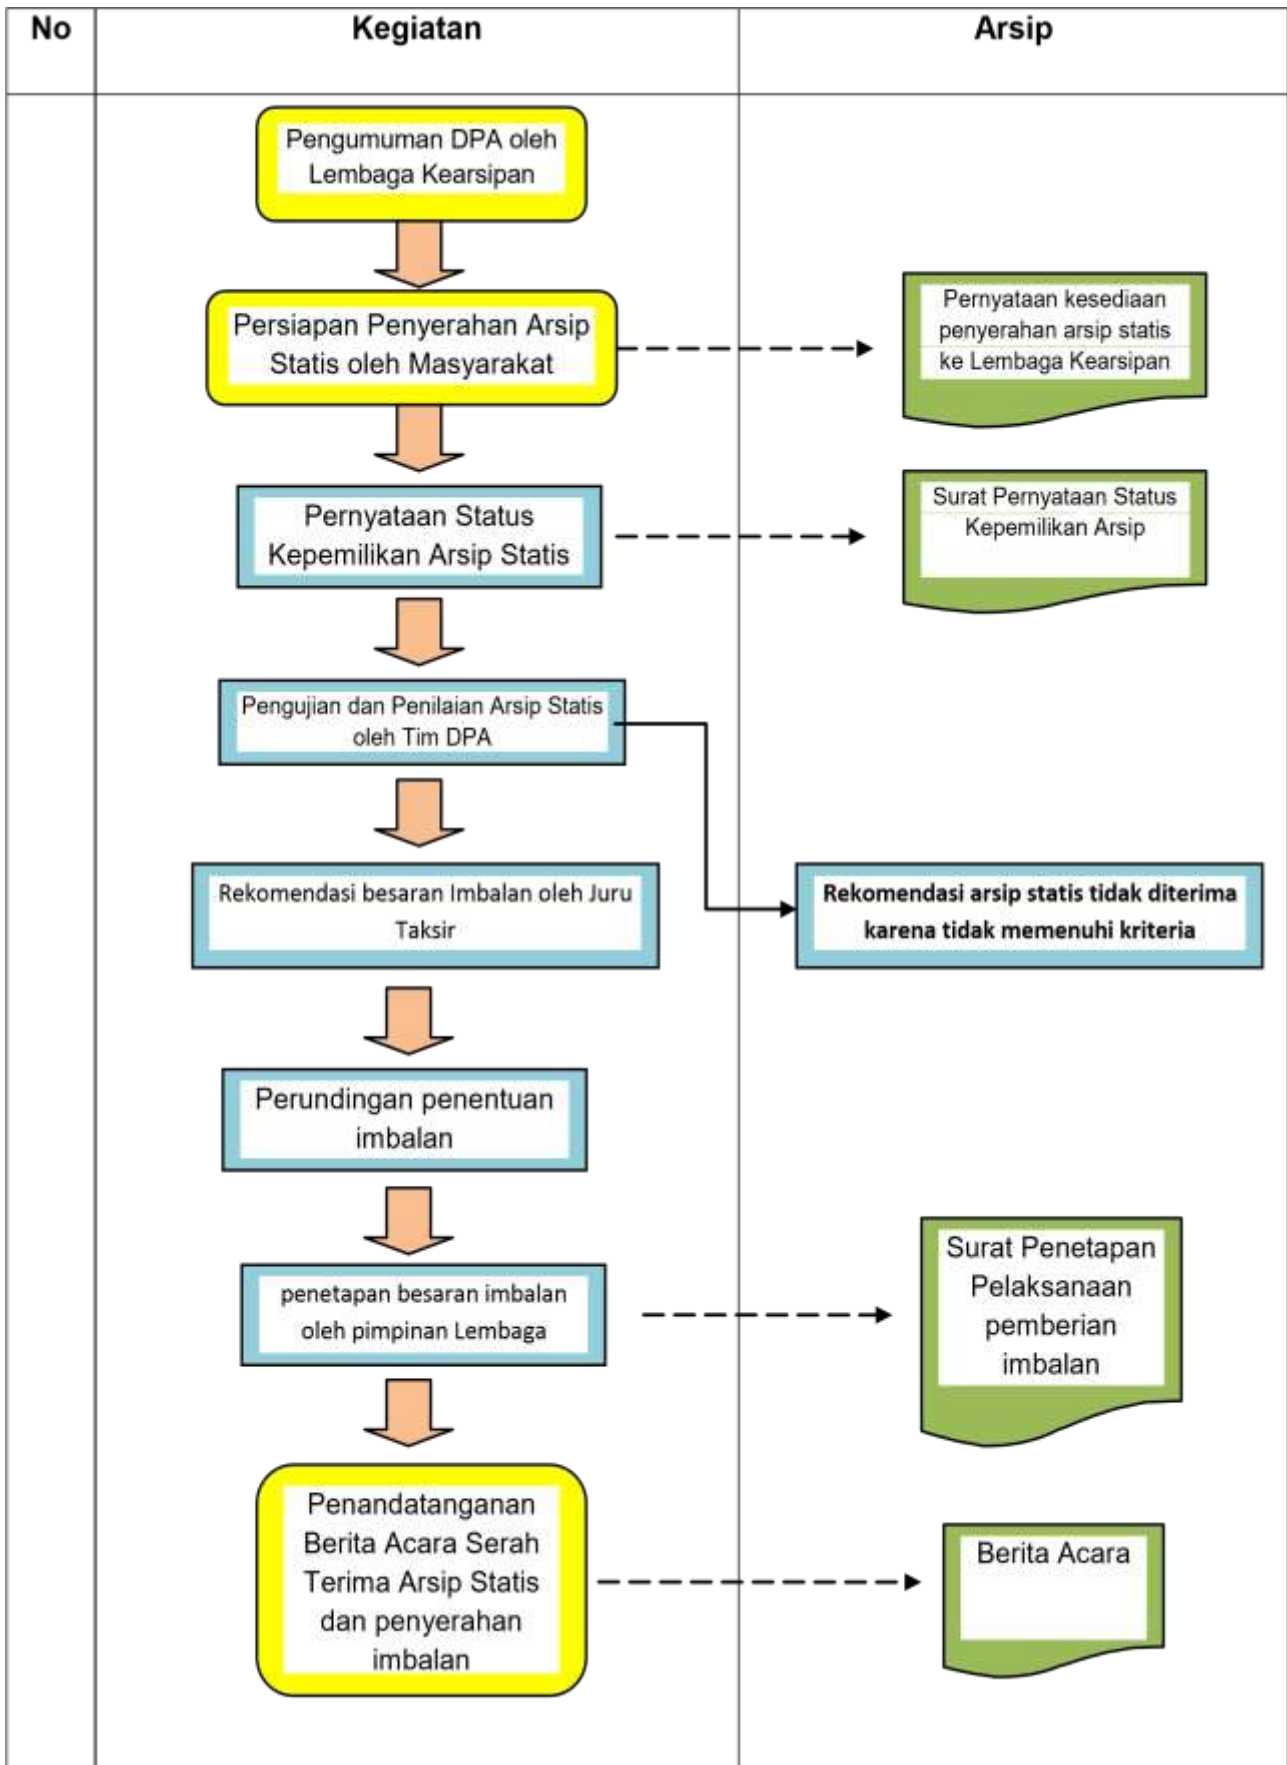 No
Kegiatan
Arsip
Pengumuman DPA oleh
Lembaga Kearsipan
Persiapan Penyerahan Arsip
Statis oleh Masyarakat
Pernyataan kesediaan
penyerahan arsip statis
ke Lembaga Kearsipan
Pernyataan Status
Kepemilikan Arsip Statis
Surat Pernyataan Status
Kepemilikan Arsip
Pengujian dan Penilaian Arsip Statis
oleh Tim DPA
Rekomendasi besaran Imbalan oleh Juru
Taksir
Rekomendasi arsip statis tidak diterima
karena tidak memenuhi kriteria
Perundingan penentuan
imbalan
penetapan besaran imbalan
oleh pimpinan Lembaga
Surat Penetapan
Pelaksanaan
pemberian
imbalan
Penandatanganan
Berita Acara Serah
Terima Arsip Statis
dan penyerahan
imbalan
Berita Acara